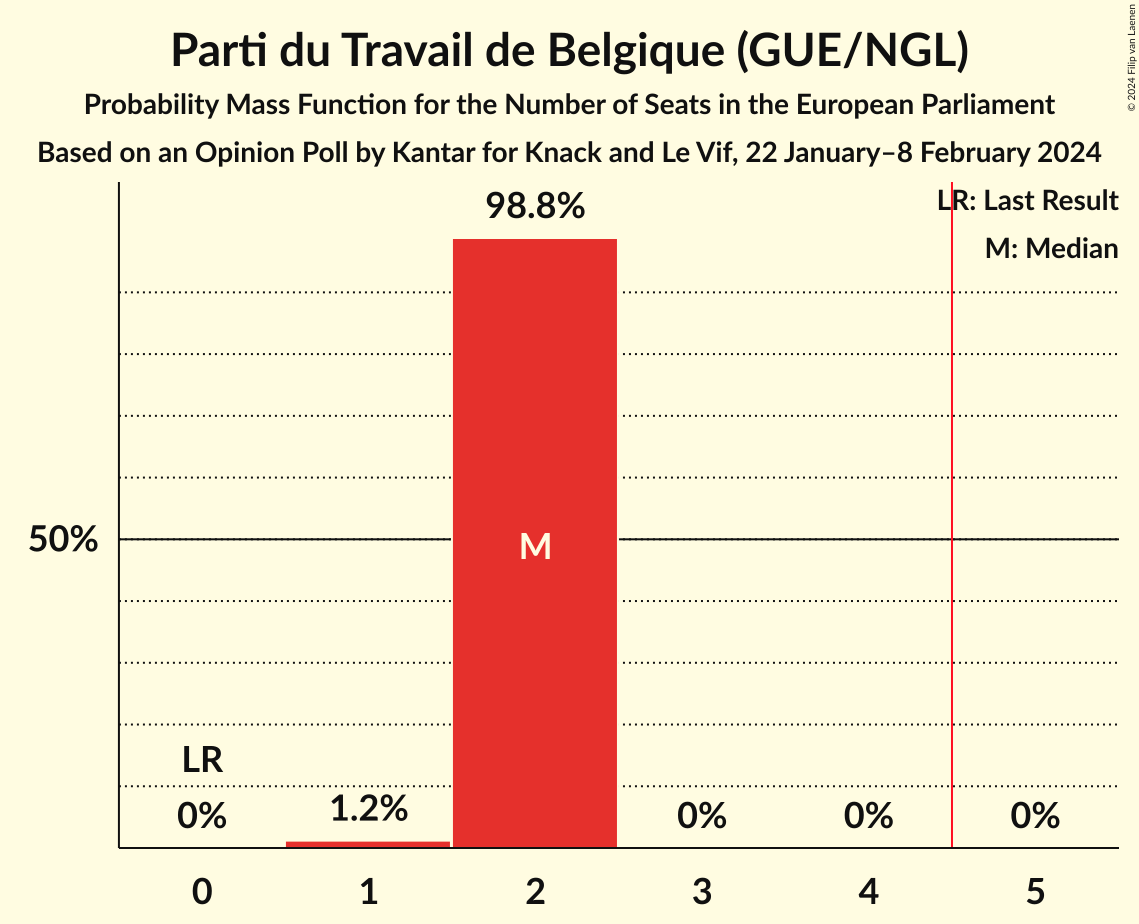 Parti du Travail de Belgique (GUE/NGL)
Probability Mass Function for the Number of Seats in the European Parliament
Based on an Opinion Poll by Kantar for Knack and Le Vif, 22 January–8 February 2024
© 2024 Filip van Laenen
LR: Last Result
M: Median
98.8%
50%
M
LR
0%
1.2%
0%
0%
0%
0
1
2
3
4
5